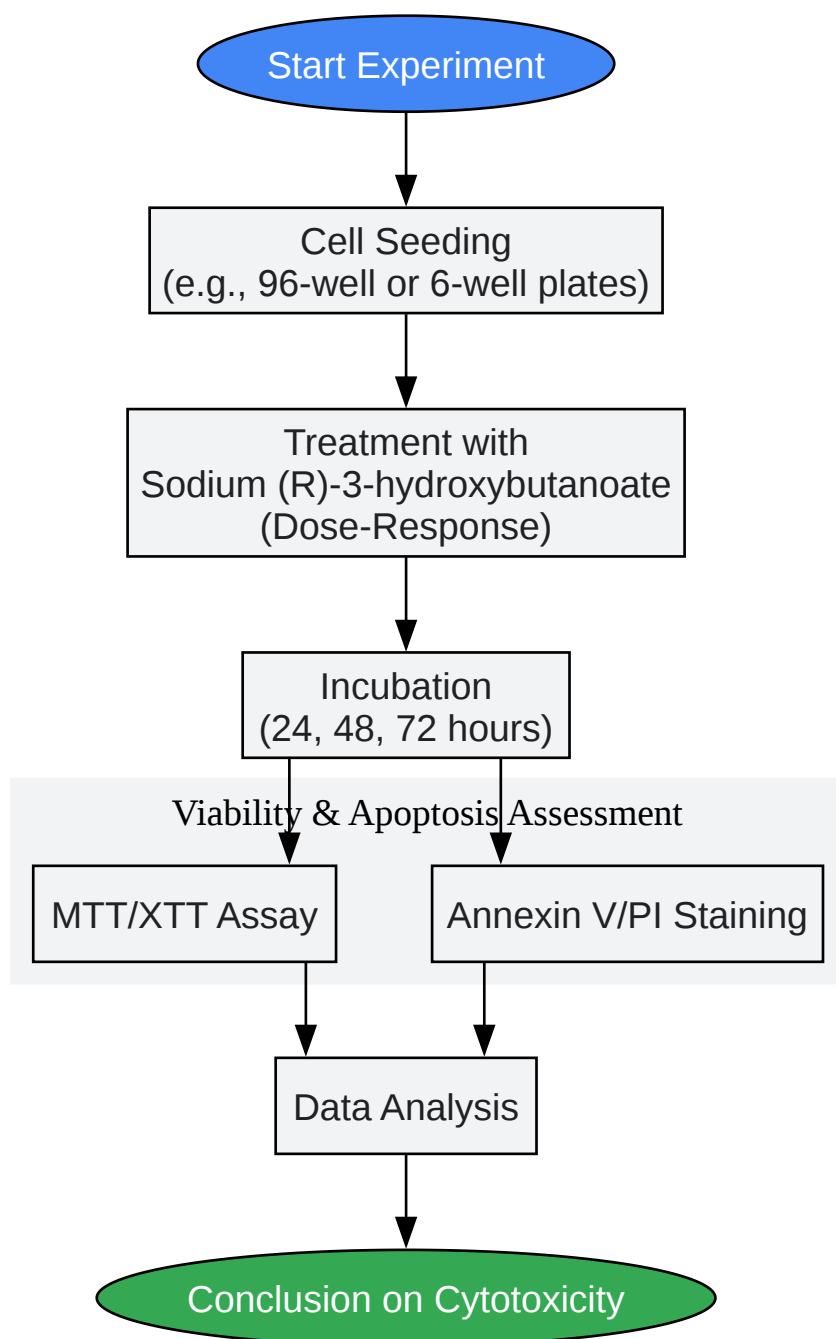 Start Experiment
Cell Seeding
(e.g., 96-well or 6-well plates)
Treatment with
Sodium (R)-3-hydroxybutanoate
(Dose-Response)
Incubation
(24, 48, 72 hours)
Viability & Apoptosis Assessment
MTT/XTT Assay
Annexin V/PI Staining
Data Analysis
Conclusion on Cytotoxicity